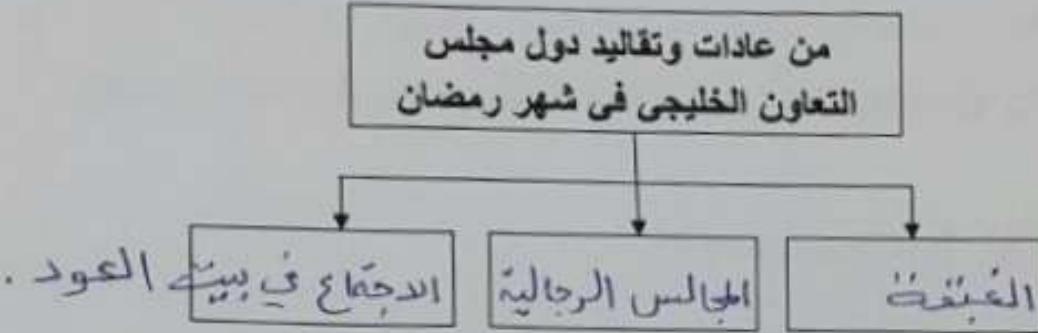 من عادات وتقاليد دول مجلس
التعاون الخليجى فى شهر رمضان
الغبقة
المجالس الرجالية
الاجتماع في بيت العود .